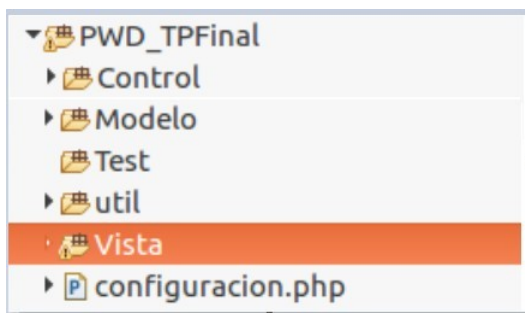 PWD_TPFinal
Control
Modelo
Test
util
Vista
configuracion.php